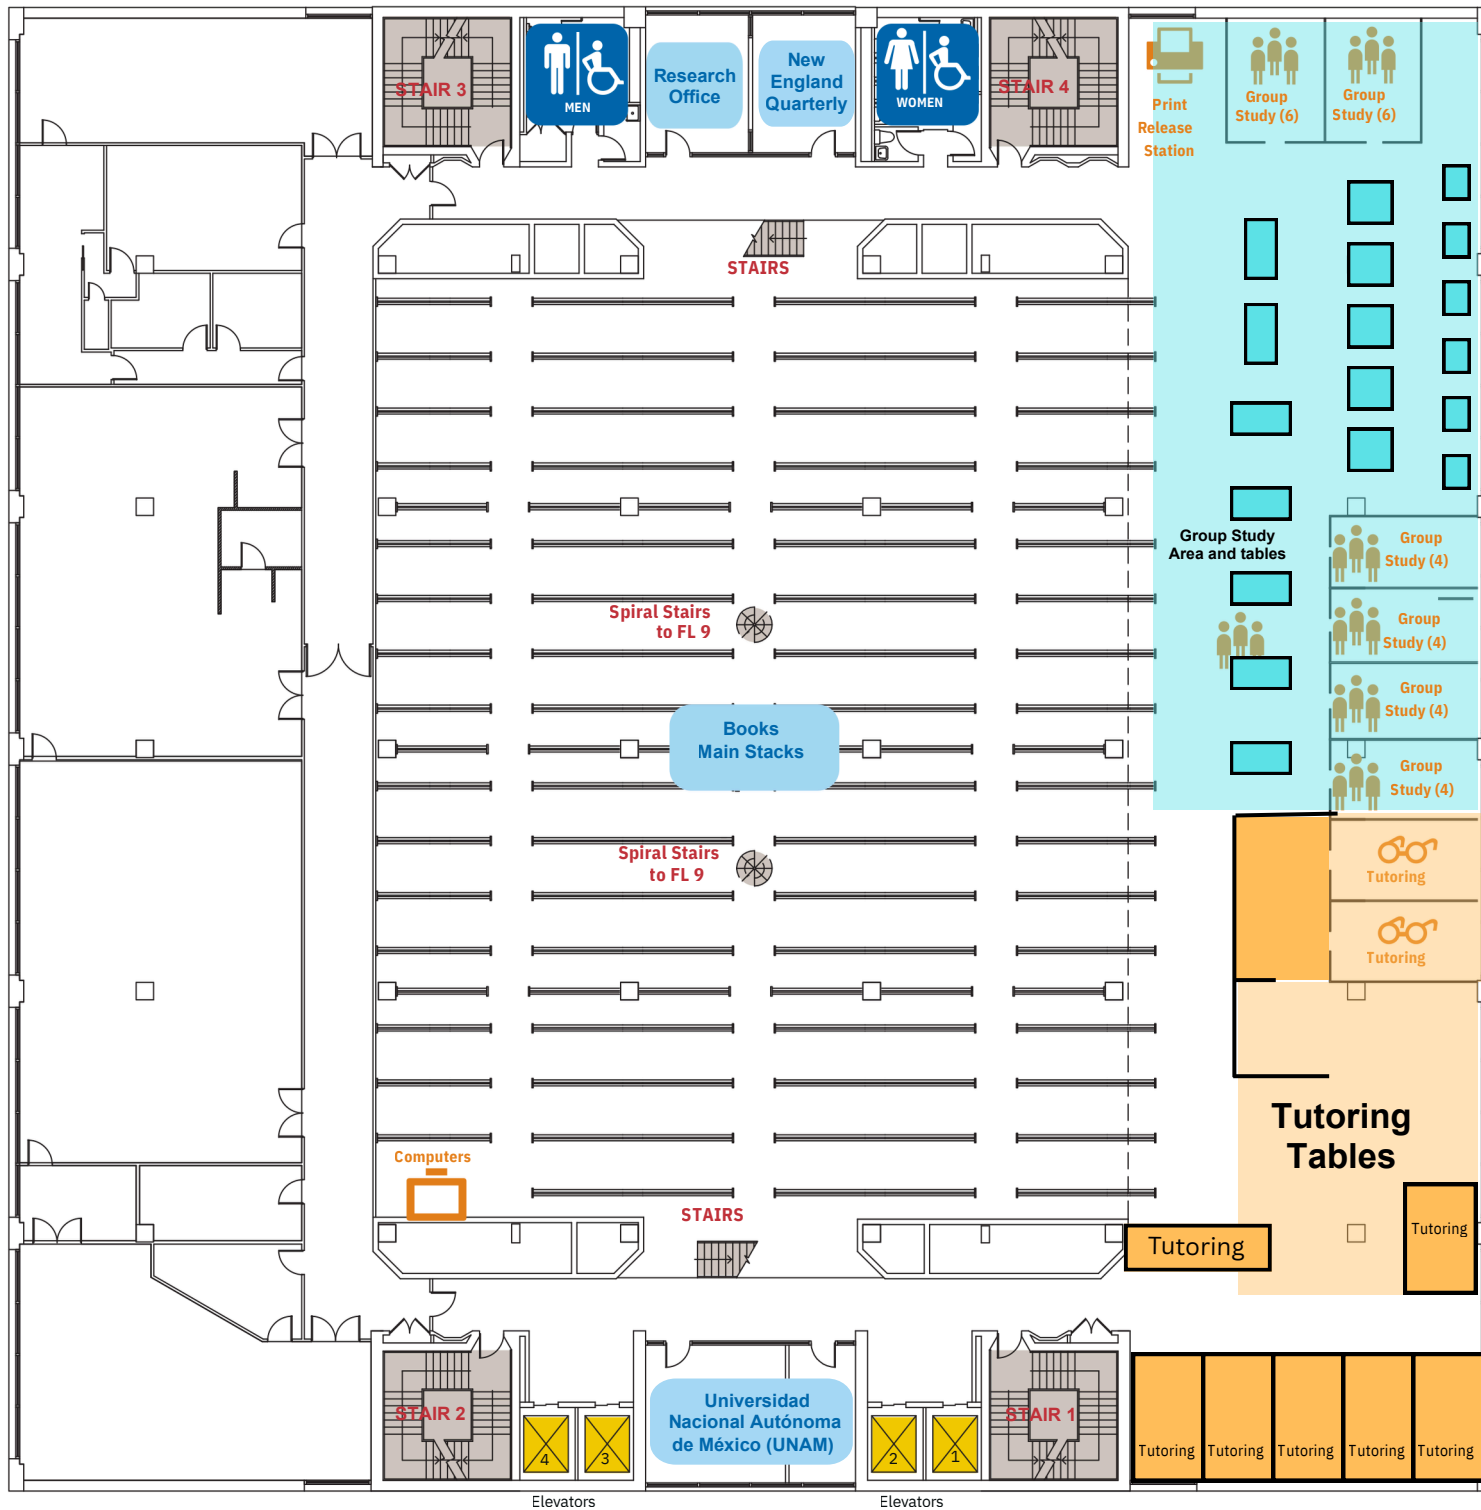 STAIR 3
MEN
Research
Office
New
England
Quarterly
WOMEN
STAIR 4
Print
Release
Station
Group
Study (6)
Group
Study (6)
STAIRS
Group Study
Area and tables
Group
Study (4)
Group
Study (4)
Group
Study (4)
Group
Study (4)
Spiral Stairs
to FL 9
Books
Main Stacks
Spiral Stairs
to FL 9
Tutoring
Tutoring
Tutoring
Tables
Computers
STAIRS
Tutoring
Tutoring
STAIR 2
4
3
Universidad
Nacional Autónoma
de México (UNAM)
2
1
STAIR 1
Tutoring
Tutoring
Tutoring
Tutoring
Tutoring
Elevators
Elevators